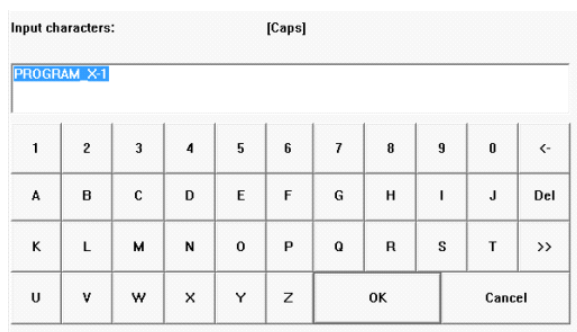 Input characters: [Caps]
PROGRAM_X-1
1 2 3 4 5 6 7 8 9 0 <-
A B C D E F G H I J Del
K L M N O P Q R S T >>
U V W X Y Z OK Cancel